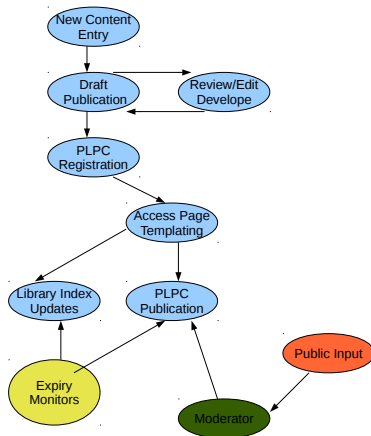 New Content
Entry
Draft
Publication
Review/Edit
Develope
PLPC
Registration
Access Page
Templating
Library Index
Updates
PLPC
Publication
Public Input
Expiry
Monitors
Moderator